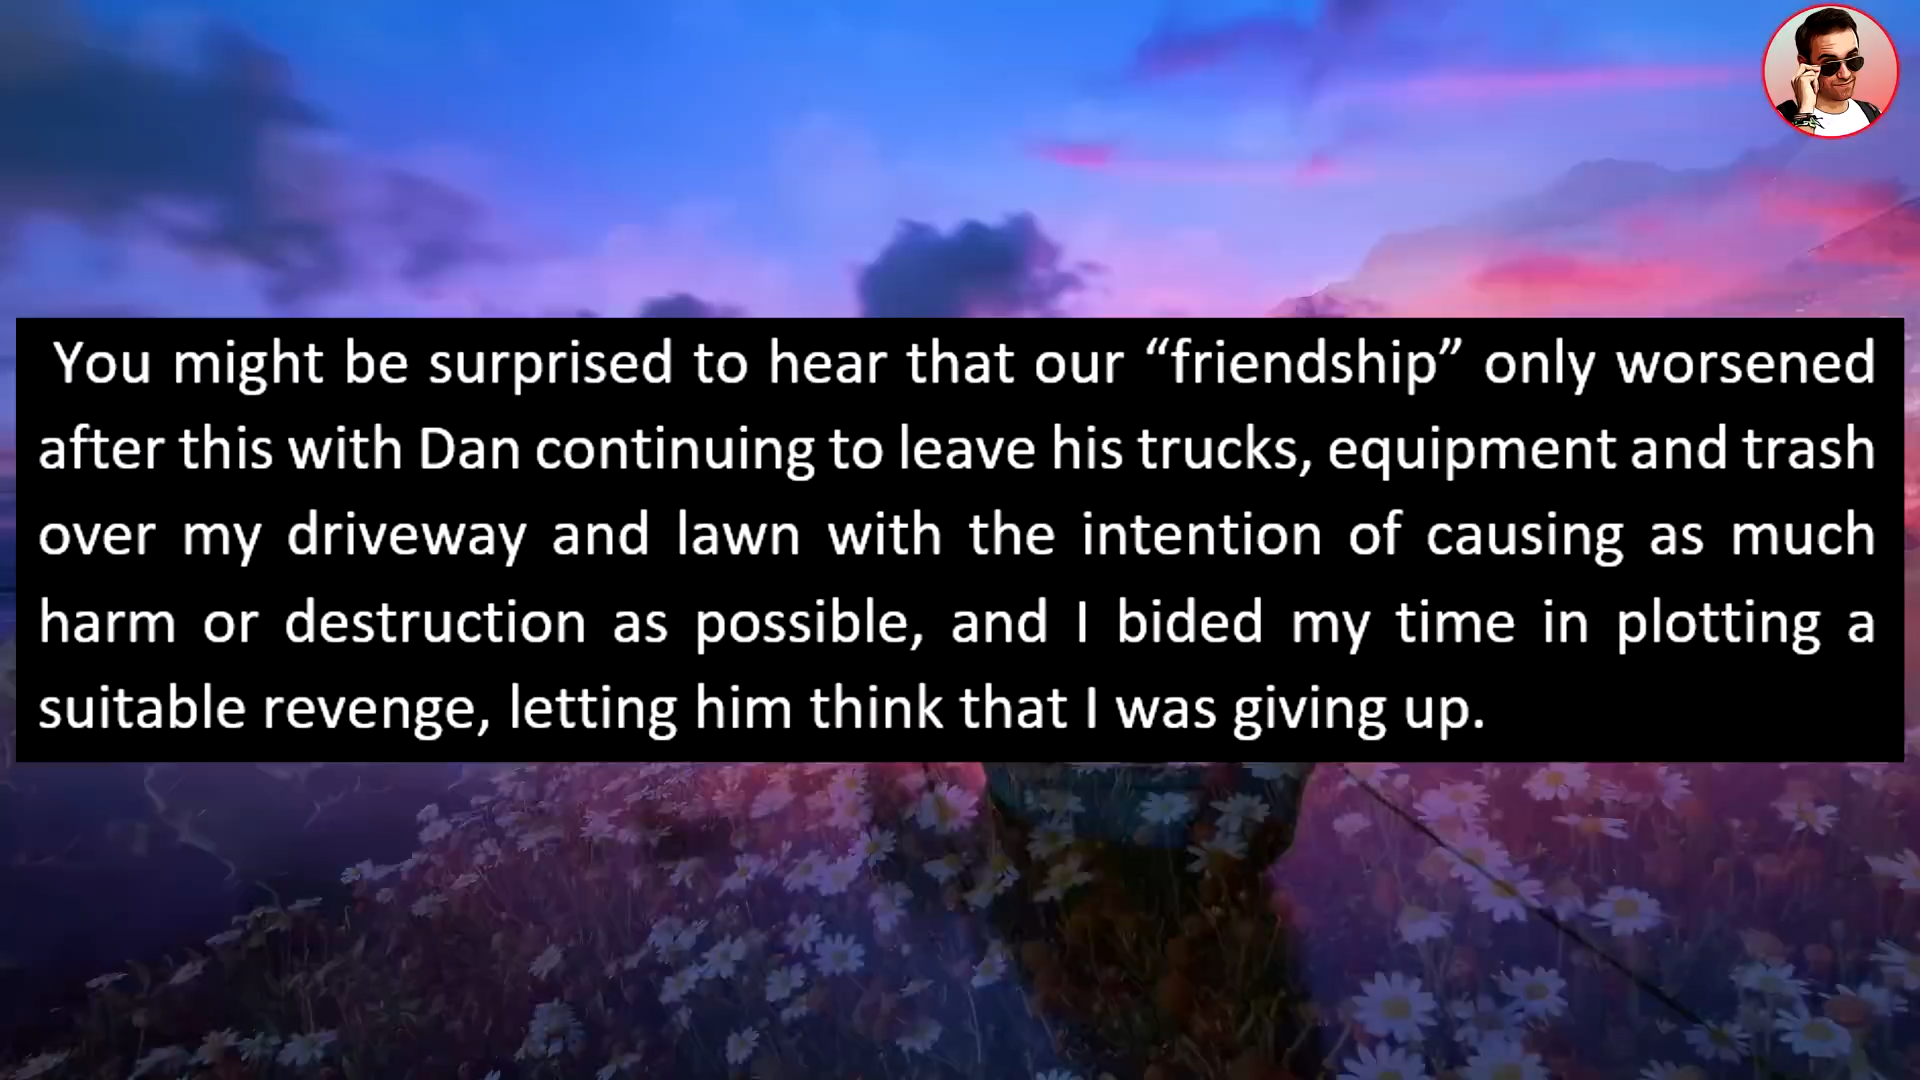 You might be surprised to hear that our “friendship” only worsened
after this with Dan continuing to leave his trucks, equipment and trash
over my driveway and lawn with the intention of causing as much
harm or destruction as possible, and I bided my time in plotting a
suitable revenge, letting him think that I was giving up.